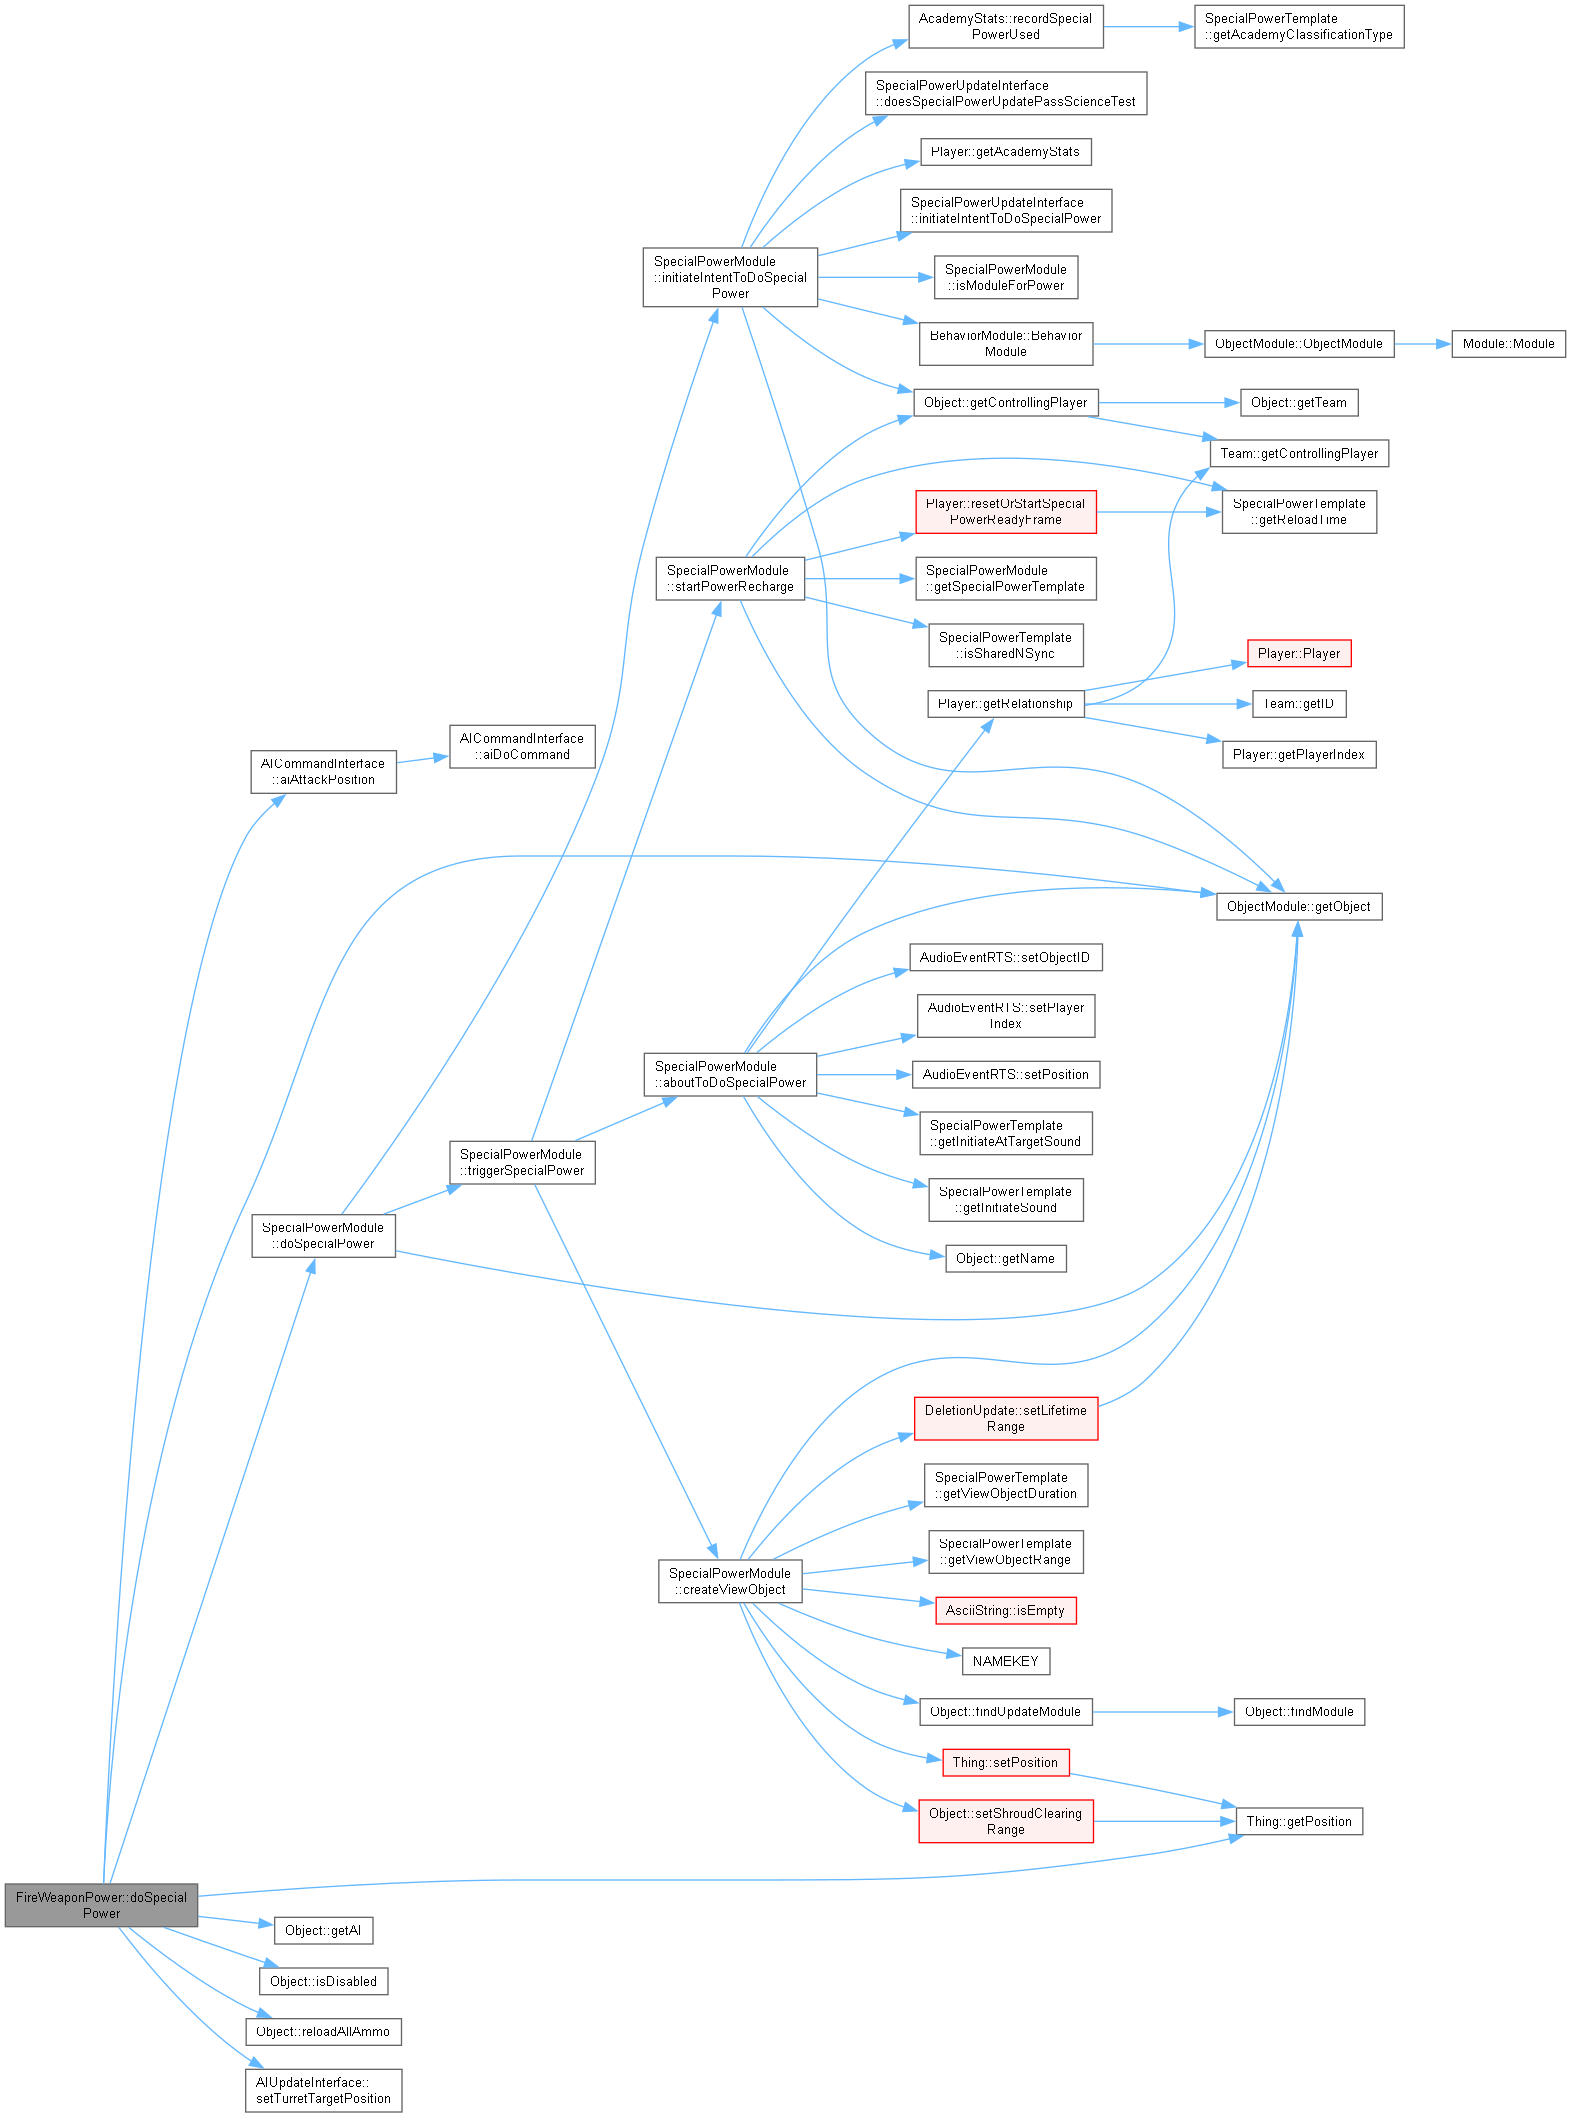 AcademyStats::recordSpecial
PowerUsed
SpecialPowerTemplate
::getAcademyClassificationType
SpecialPowerUpdateInterface
::doesSpecialPowerUpdatePassScienceTest
Player::getAcademyStats
SpecialPowerUpdateInterface
::initiateIntentToDoSpecialPower
SpecialPowerModule
::initiateIntentToDoSpecial
Power
SpecialPowerModule
::isModuleForPower
BehaviorModule::Behavior
Module
ObjectModule::ObjectModule
Module::Module
Object::getControllingPlayer
Object::getTeam
Team::getControllingPlayer
Player::resetOrStartSpecial
PowerReadyFrame
SpecialPowerTemplate
::getReloadTime
SpecialPowerModule
::startPowerRecharge
SpecialPowerModule
::getSpecialPowerTemplate
SpecialPowerTemplate
::isSharedNSync
Player::Player
Player::getRelationship
Team::getID
Player::getPlayerIndex
AICommandInterface
::aiAttackPosition
AICommandInterface
::aiDoCommand
ObjectModule::getObject
AudioEventRTS::setObjectID
AudioEventRTS::setPlayer
Index
SpecialPowerModule
::aboutToDoSpecialPower
AudioEventRTS::setPosition
SpecialPowerTemplate
::getInitiateAtTargetSound
SpecialPowerModule
::triggerSpecialPower
SpecialPowerTemplate
::getInitiateSound
SpecialPowerModule
::doSpecialPower
Object::getName
DeletionUpdate::setLifetime
Range
SpecialPowerTemplate
::getViewObjectDuration
SpecialPowerTemplate
::getViewObjectRange
SpecialPowerModule
::createViewObject
AsciiString::isEmpty
NAMEKEY
Object::findUpdateModule
Object::findModule
Thing::setPosition
Object::setShroudClearing
Range
Thing::getPosition
FireWeaponPower::doSpecial
Power
Object::getAI
Object::isDisabled
Object::reloadAllAmmo
AIUpdateInterface::
setTurretTargetPosition